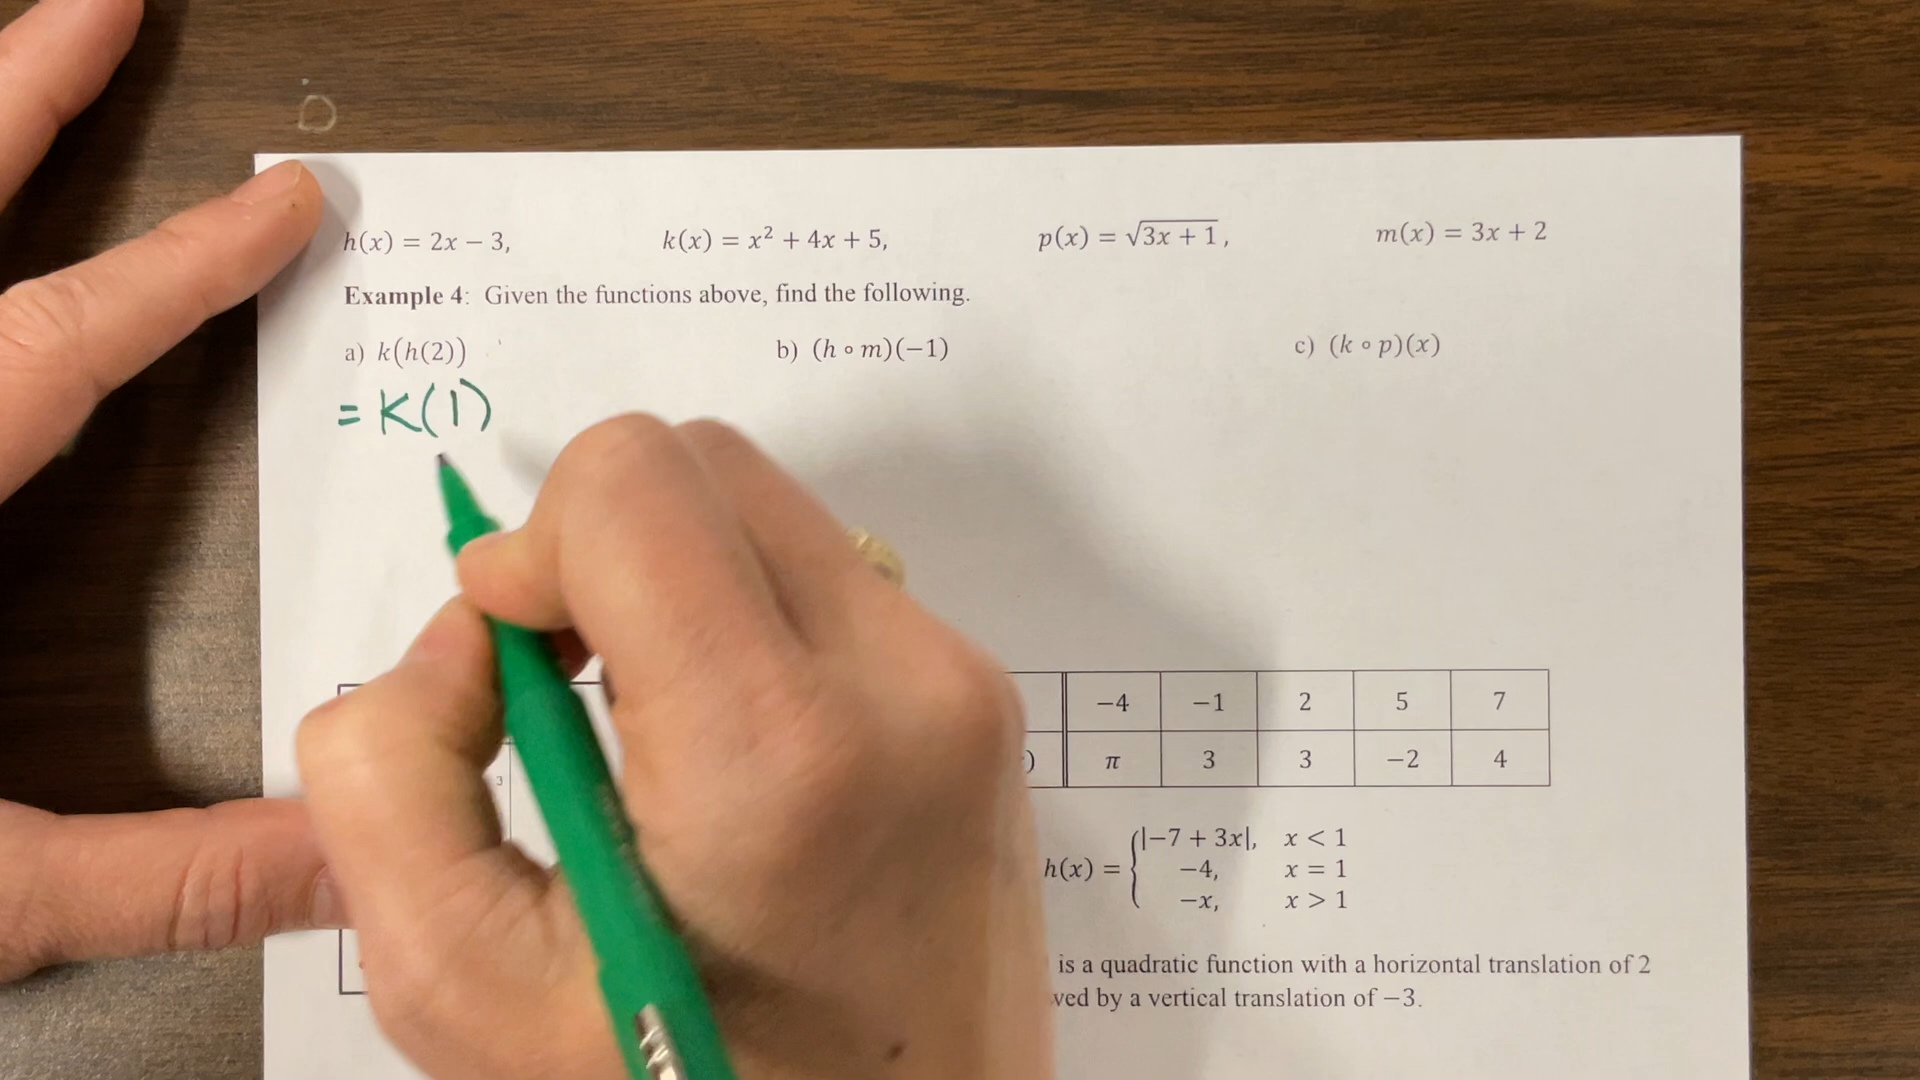 h(x) = 2x − 3, k(x) = x² + 4x + 5, p(x) = √(3x + 1), m(x) = 3x + 2
Example 4: Given the functions above, find the following.
a) k(h(2)) b) (h ∘ m)(−1) c) (k ∘ p)(x)
= K(1)
−4 −1 2 5 7
) π 3 3 −2 4
3
|−7 + 3x|, x < 1
h(x) = { −4, x = 1
−x, x > 1
is a quadratic function with a horizontal translation of 2
by a vertical translation of −3.